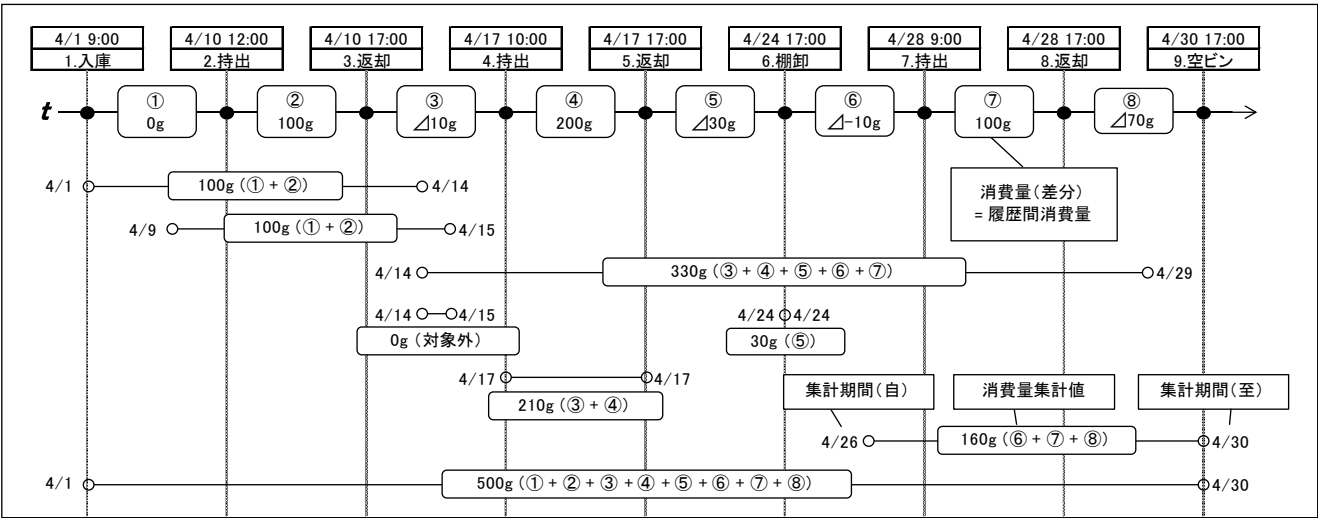 4/1 9:00
1.入庫
4/10 12:00
2.持出
4/10 17:00
3.返却
4/17 10:00
4.持出
4/17 17:00
5.返却
4/24 17:00
6.棚卸
4/28 9:00
7.持出
4/28 17:00
8.返却
4/30 17:00
9.空ビン
t
①
0g
②
100g
③
⊿10g
④
200g
⑤
⊿30g
⑥
⊿-10g
⑦
100g
⑧
⊿70g
消費量(差分)
= 履歴間消費量
4/1
100g (① + ②)
4/14
4/9
100g (① + ②)
4/15
4/14
330g (③ + ④ + ⑤ + ⑥ + ⑦)
4/29
4/14
4/15
0g (対象外)
4/24
4/24
30g (⑤)
4/17
4/17
210g (③ + ④)
集計期間(自)
消費量集計値
集計期間(至)
4/26
160g (⑥ + ⑦ + ⑧)
4/30
4/1
500g (① + ② + ③ + ④ + ⑤ + ⑥ + ⑦ + ⑧)
4/30